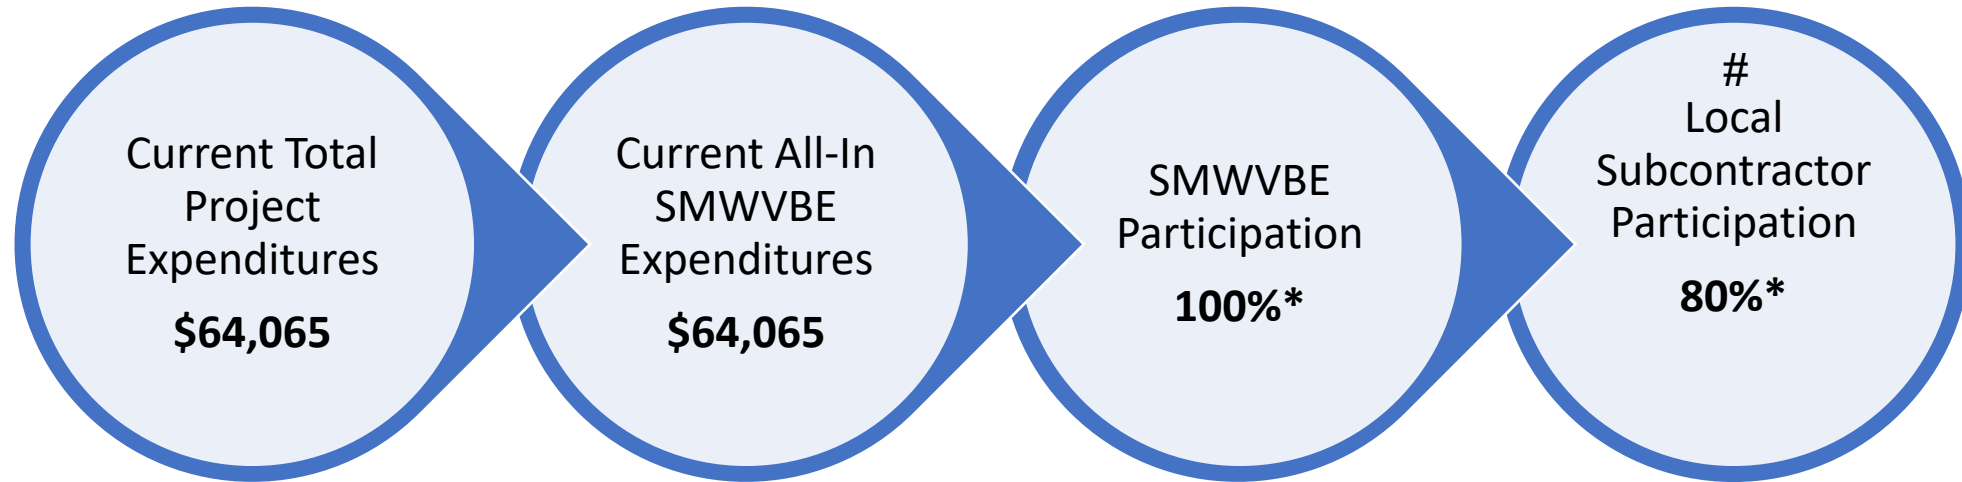 Current Total
Project
Expenditures
$64,065
Current All-In
SMWVBE
Expenditures
$64,065
SMWVBE
Participation
100%*
#
Local
Subcontractor
Participation
80%*